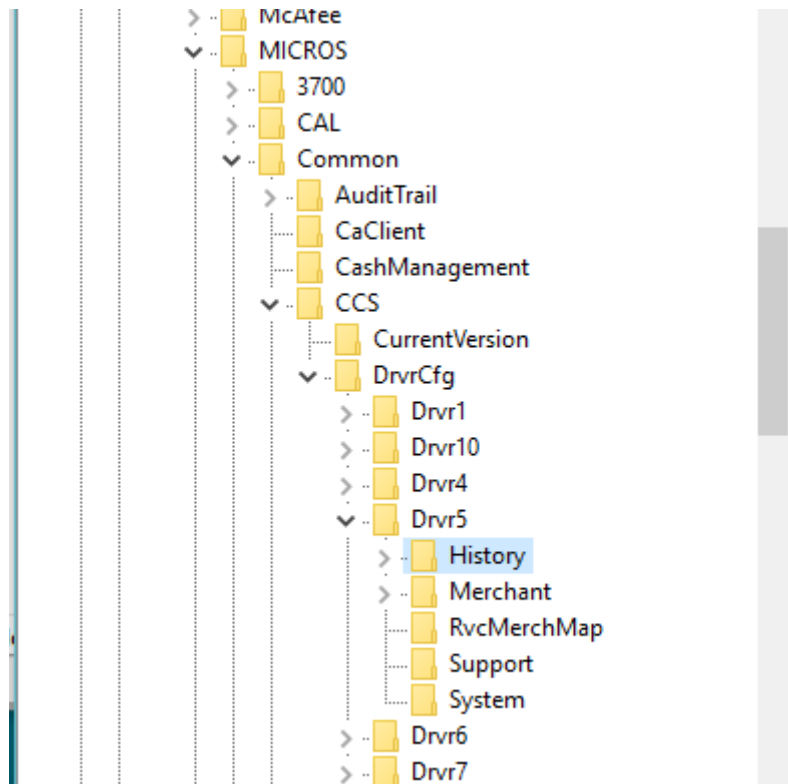 McAfee
MICROS
3700
CAL
Common
AuditTrail
CaClient
CashManagement
CCS
CurrentVersion
DrvrCfg
Drvr1
Drvr10
Drvr4
Drvr5
History
Merchant
RvcMerchMap
Support
System
Drvr6
Drvr7